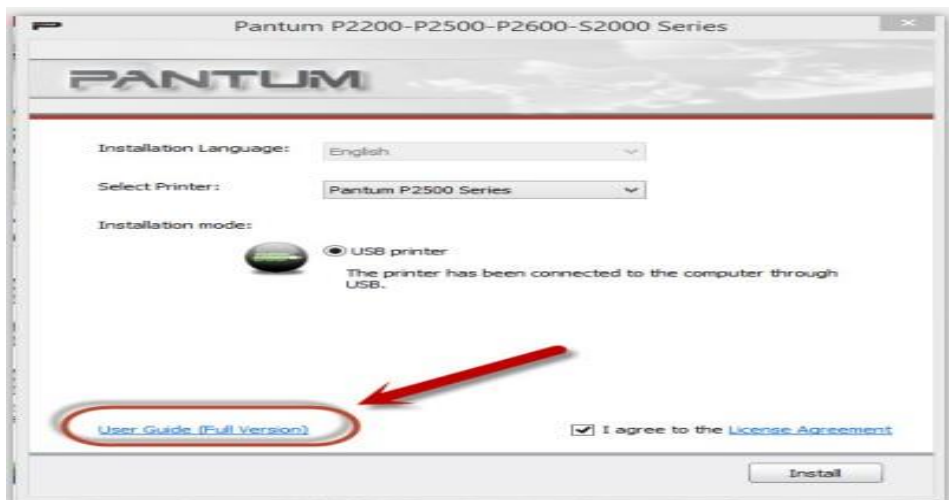 Pantum P2200-P2500-P2600-S2000 Series
PANTUM
Installation Language: English
Select Printer: Pantum P2500 Series
Installation mode:
USB printer
The printer has been connected to the computer through
USB.
User Guide (Full Version)
I agree to the License Agreement
Install